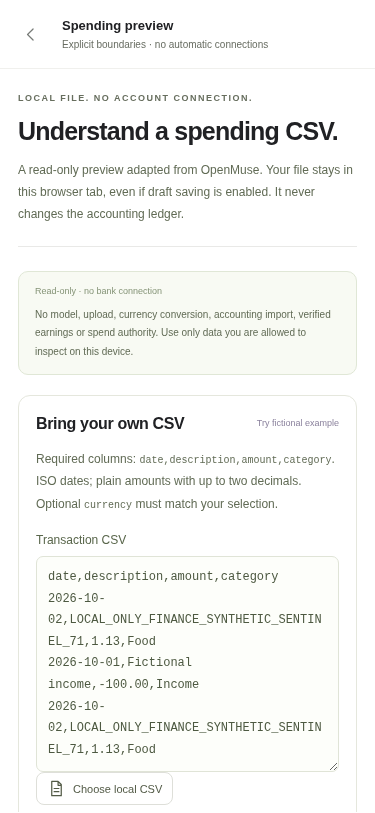 Spending preview
Explicit boundaries · no automatic connections
LOCAL FILE. NO ACCOUNT CONNECTION.
Understand a spending CSV.
A read-only preview adapted from OpenMuse. Your file stays in
this browser tab, even if draft saving is enabled. It never
changes the accounting ledger.
Read-only · no bank connection
No model, upload, currency conversion, accounting import, verified
earnings or spend authority. Use only data you are allowed to
inspect on this device.
Bring your own CSV
Try fictional example
Required columns: date,description,amount,category.
ISO dates; plain amounts with up to two decimals.
Optional currency must match your selection.
Transaction CSV
date,description,amount,category
2026-10-
02,LOCAL_ONLY_FINANCE_SYNTHETIC_SENTIN
EL_71,1.13,Food
2026-10-01,Fictional
income,-100.00,Income
2026-10-
02,LOCAL_ONLY_FINANCE_SYNTHETIC_SENTIN
EL_71,1.13,Food
Choose local CSV